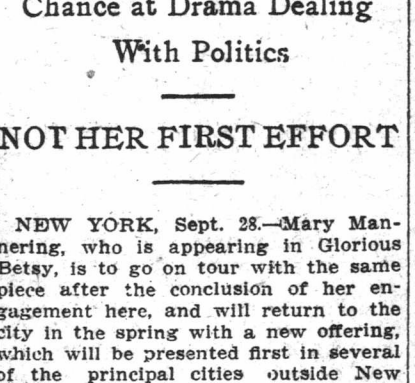 Chance at Drama Dealing
With Politics
NOT HER FIRST EFFORT
NEW YORK, Sept. 28.—Mary Man-
nering, who is appearing in Glorious
Betsy, is to go on tour with the same
piece after the conclusion of her en-
gagement here, and will return to the
city in the spring with a new offering,
which will be presented first in several
of the principal cities outside New